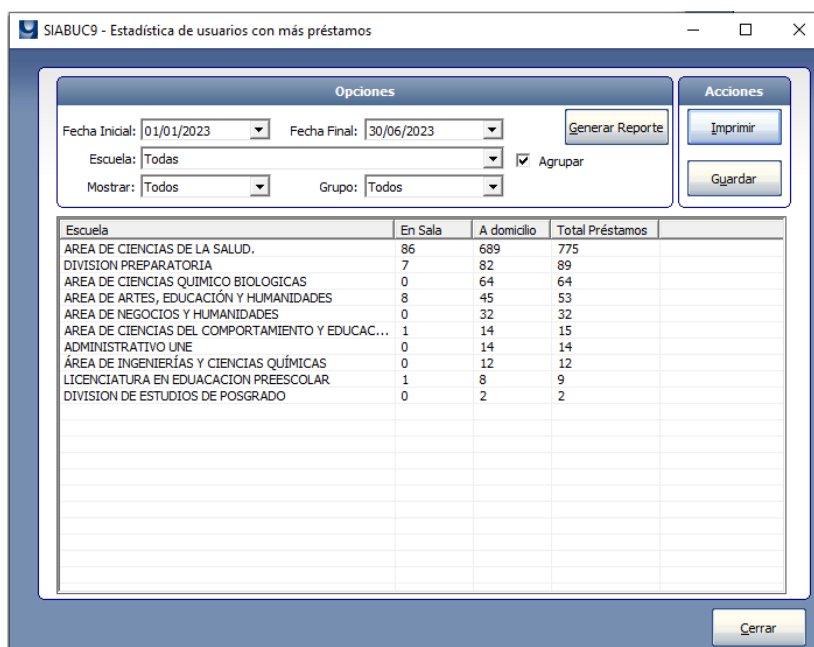 SIABUC9 - Estadística de usuarios con más préstamos
Opciones
Acciones
Fecha Inicial: 01/01/2023 Fecha Final: 30/06/2023 Generar Reporte Imprimir
Escuela: Todas Agrupar
Mostrar: Todos Grupo: Todos Guardar
Escuela En Sala A domicilio Total Préstamos
AREA DE CIENCIAS DE LA SALUD. 86 689 775
DIVISION PREPARATORIA 7 82 89
AREA DE CIENCIAS QUIMICO BIOLOGICAS 0 64 64
AREA DE ARTES, EDUCACIÓN Y HUMANIDADES 8 45 53
AREA DE NEGOCIOS Y HUMANIDADES 0 32 32
AREA DE CIENCIAS DEL COMPORTAMIENTO Y EDUCAC... 1 14 15
ADMINISTRATIVO UNE 0 14 14
ÁREA DE INGENIERÍAS Y CIENCIAS QUÍMICAS 0 12 12
LICENCIATURA EN EDUACACION PREESCOLAR 1 8 9
DIVISION DE ESTUDIOS DE POSGRADO 0 2 2
Cerrar